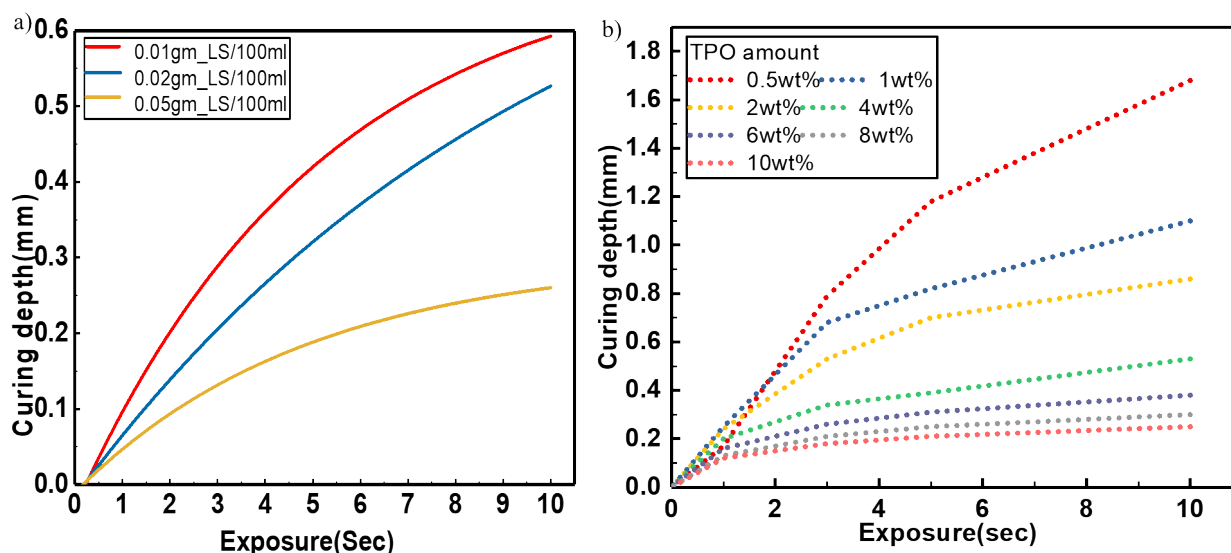 a)
0.6
0.5
0.4
0.3
0.2
0.1
0.0
Curing depth(mm)
0.01gm_LS/100ml
0.02gm_LS/100ml
0.05gm_LS/100ml
0 1 2 3 4 5 6 7 8 9 10
Exposure(Sec)
b)
1.8
1.6
1.4
1.2
1.0
0.8
0.6
0.4
0.2
0.0
Curing depth(mm)
TPO amount
0.5wt% 1wt%
2wt% 4wt%
6wt% 8wt%
10wt%
0 2 4 6 8 10
Exposure(sec)